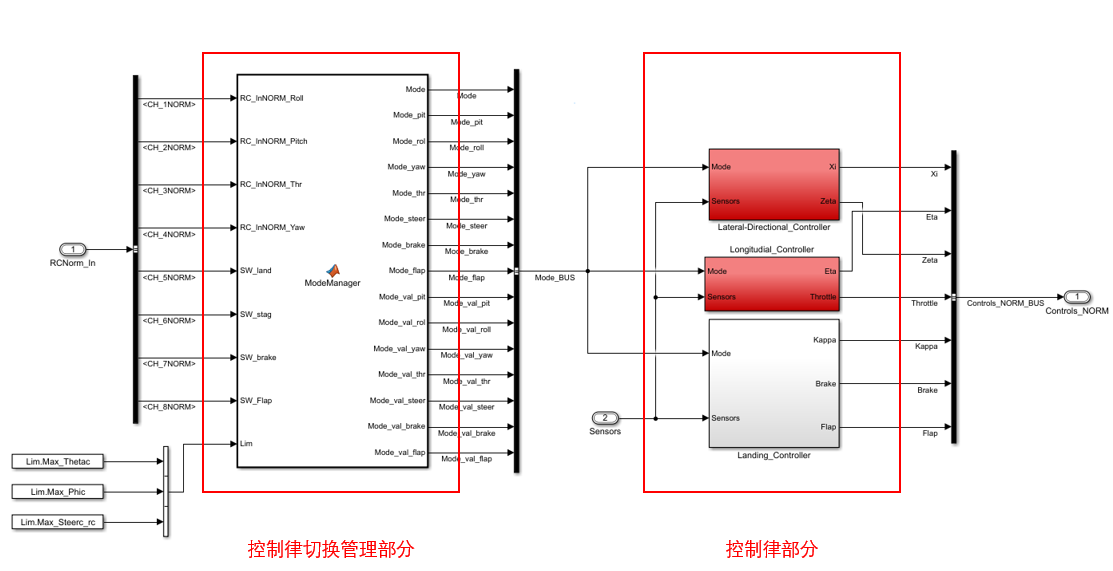 1
RCNorm_In
<CH_1NORM>
<CH_2NORM>
<CH_3NORM>
<CH_4NORM>
<CH_5NORM>
<CH_6NORM>
<CH_7NORM>
<CH_8NORM>
Lim.Max_Thetac
Lim.Max_Phic
Lim.Max_Steerc_rc
RC_InNORM_Roll
RC_InNORM_Pitch
RC_InNORM_Thr
RC_InNORM_Yaw
SW_land
SW_stag
SW_brake
SW_Flap
Lim
ModeManager
Mode
Mode_pit
Mode_rol
Mode_yaw
Mode_thr
Mode_steer
Mode_brake
Mode_flap
Mode_val_pit
Mode_val_rol
Mode_val_yaw
Mode_val_thr
Mode_val_steer
Mode_val_brake
Mode_val_flap
Mode
Mode_pit
Mode_roll
Mode_yaw
Mode_thr
Mode_steer
Mode_brake
Mode_flap
Mode_val_pit
Mode_val_roll
Mode_val_yaw
Mode_val_thr
Mode_val_steer
Mode_val_brake
Mode_val_flap
Mode_BUS
2
Sensors
Mode
Xi
Sensors
Zeta
Lateral-Directional_Controller
Longitudial_Controller
Mode
Eta
Sensors
Throttle
Mode
Kappa
Brake
Sensors
Flap
Landing_Controller
Xi
Eta
Zeta
Throttle
Kappa
Brake
Flap
Controls_NORM_BUS
1
Controls_NORM
控制律切换管理部分
控制律部分